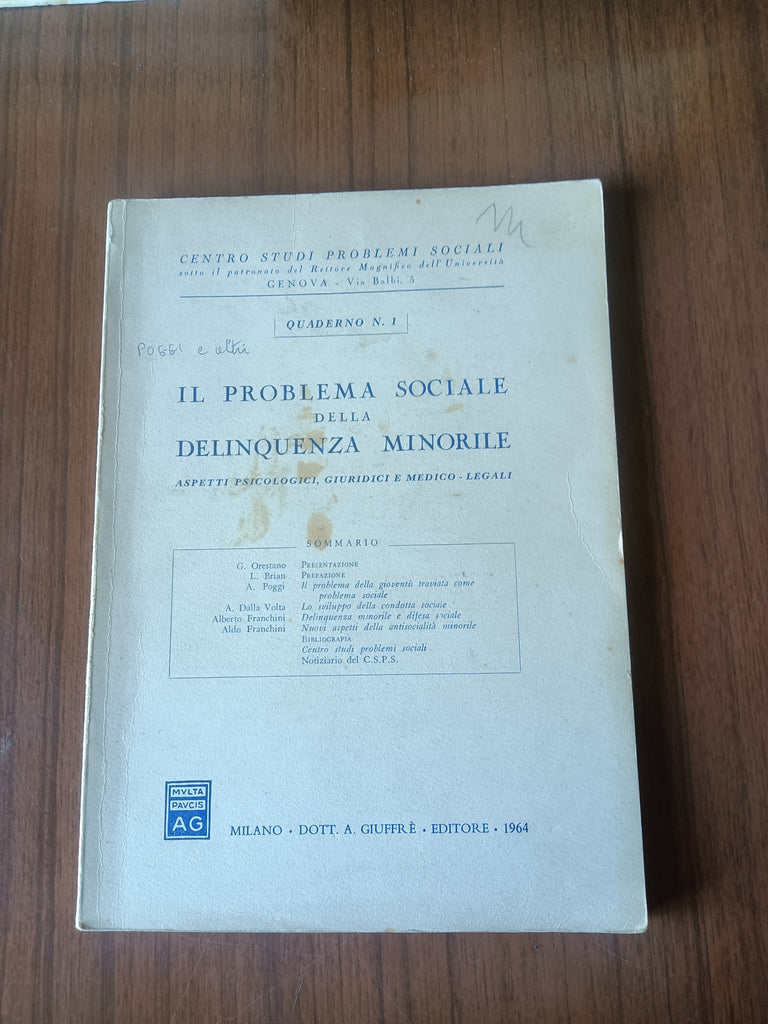 CENTRO STUDI PROBLEMI SOCIALI
sotto il patronato del Rettore Magnifico dell'Università
GENOVA - Via Balbi, 5
QUADERNO N. 1
POGGI e altri
IL PROBLEMA SOCIALE
DELLA
DELINQUENZA MINORILE
ASPETTI PSICOLOGICI, GIURIDICI E MEDICO - LEGALI
SOMMARIO
G. Orestano PRESENTAZIONE
L. Brian PREFAZIONE
A. Poggi Il problema della gioventù traviata come
problema sociale
A. Dalla Volta Lo sviluppo della condotta sociale
Alberto Franchini Delinquenza minorile e difesa sociale
Aldo Franchini Nuovi aspetti della antisocialità minorile
BIBLIOGRAFIA
Centro studi problemi sociali
Notiziario del C.S.P.S.
MVLTA
PAVCIS
AG
MILANO • DOTT. A. GIUFFRÈ • EDITORE • 1964